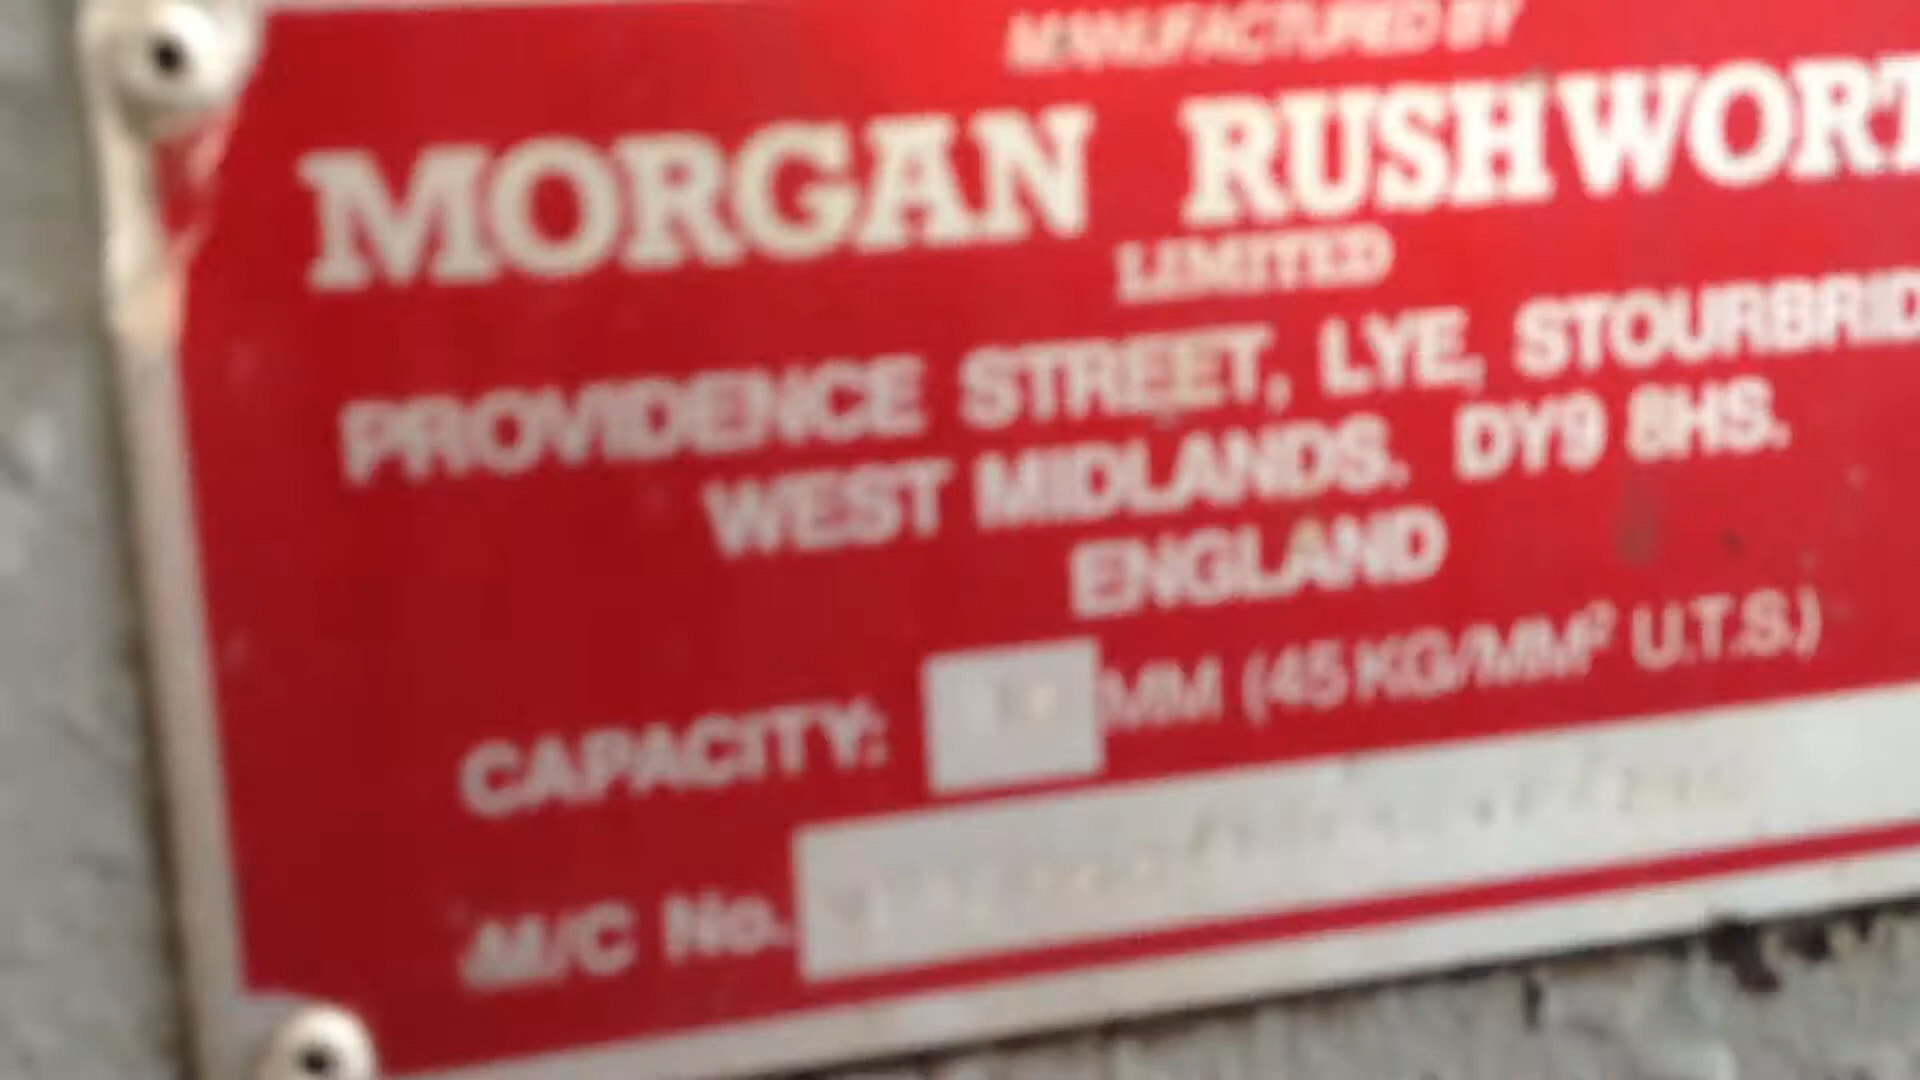 MANUFACTURED BY
MORGAN RUSHWORT
LIMITED
PROVIDENCE STREET, LYE, STOURBRID
WEST MIDLANDS. DY9 8HS.
ENGLAND
CAPACITY: MM (45 KG/MM² U.T.S.)
M/C No.